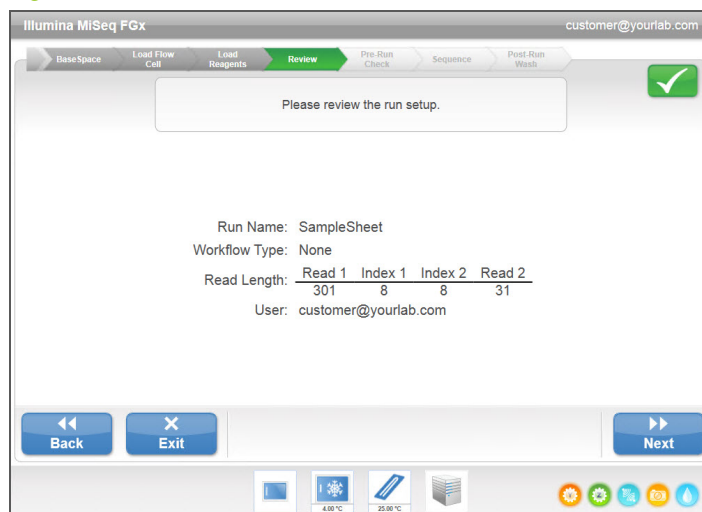 Illumina MiSeq FGx customer@yourlab.com
BaseSpace Load Flow Cell Load Reagents Review Pre-Run Check Sequence Post-Run Wash
Please review the run setup.
Run Name: SampleSheet
Workflow Type: None
Read Length: Read 1 Index 1 Index 2 Read 2
301 8 8 31
User: customer@yourlab.com
Back Exit Next
4.00 °C 25.00 °C